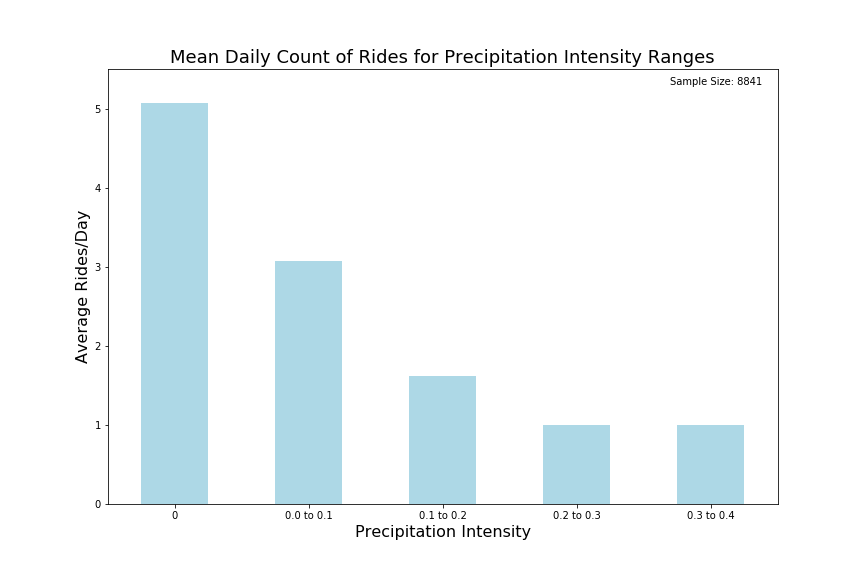 Mean Daily Count of Rides for Precipitation Intensity Ranges
Sample Size: 8841
5
4
3
2
1
0
Average Rides/Day
0
0.0 to 0.1
0.1 to 0.2
0.2 to 0.3
0.3 to 0.4
Precipitation Intensity